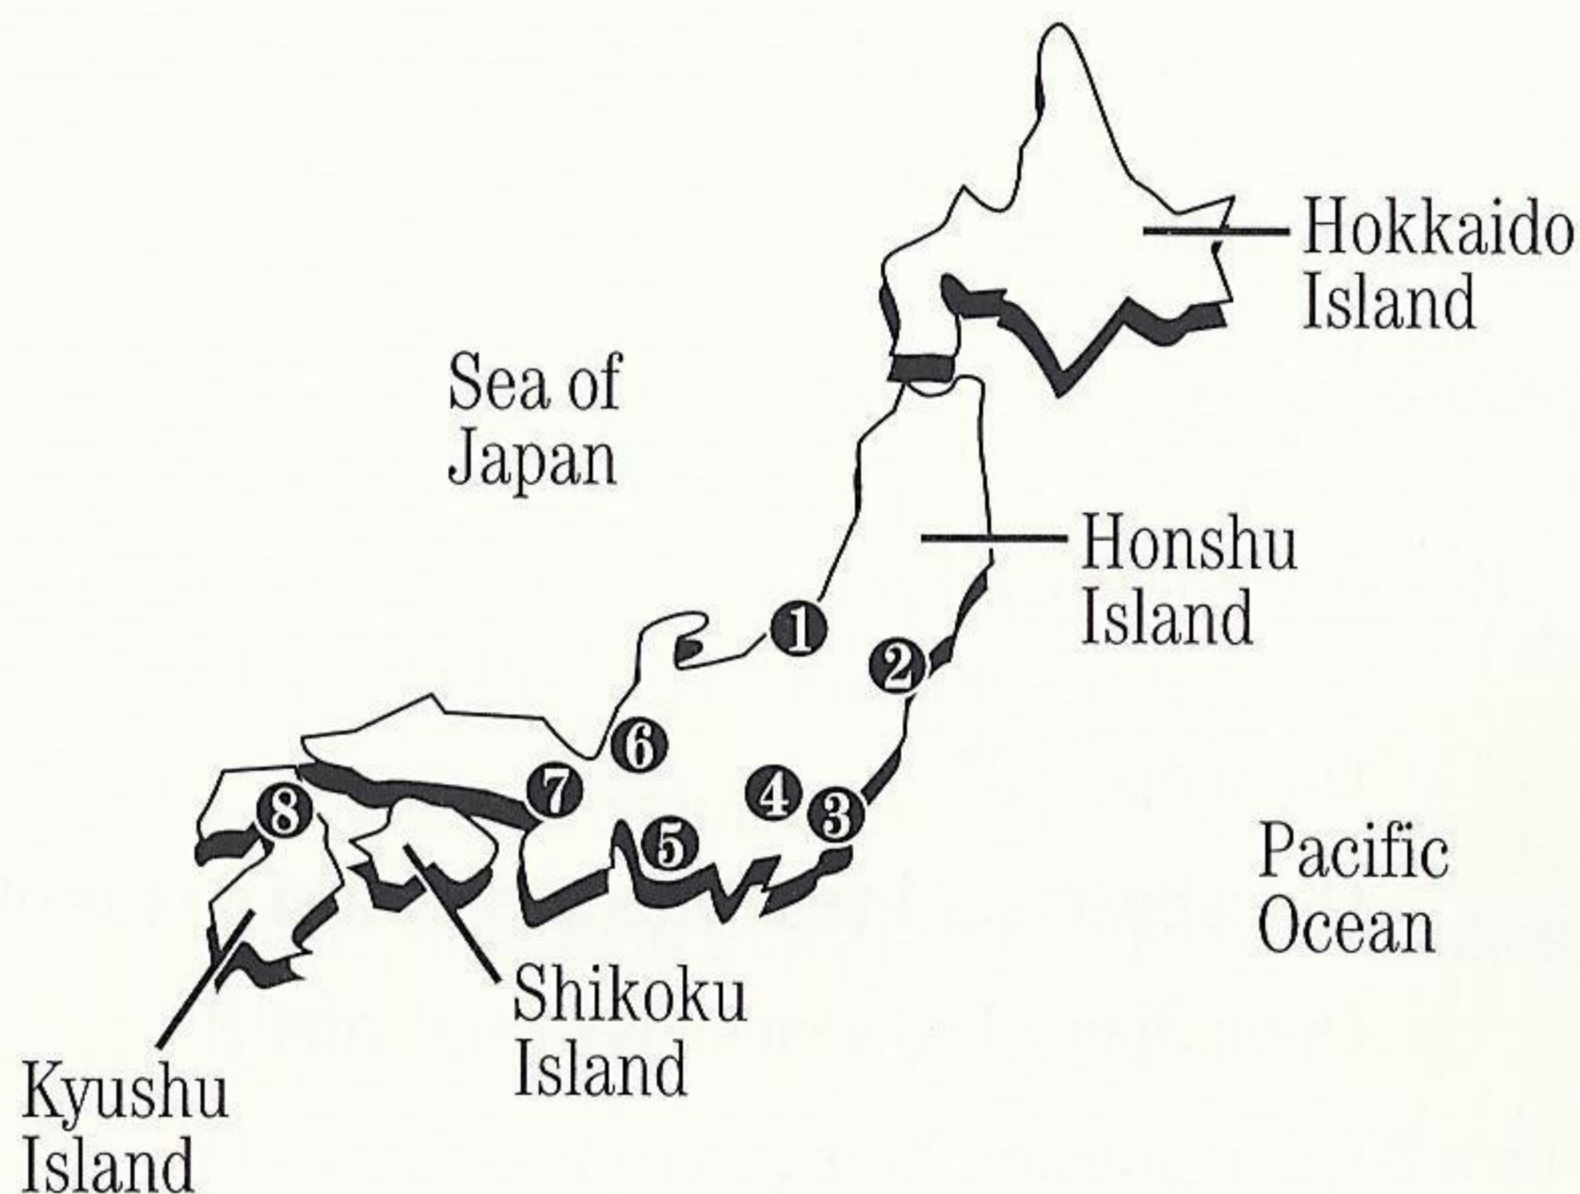 Hokkaido
Island
Sea of
Japan
Honshu
Island
1
2
6
7
4
3
8
5
Pacific
Ocean
Shikoku
Island
Kyushu
Island